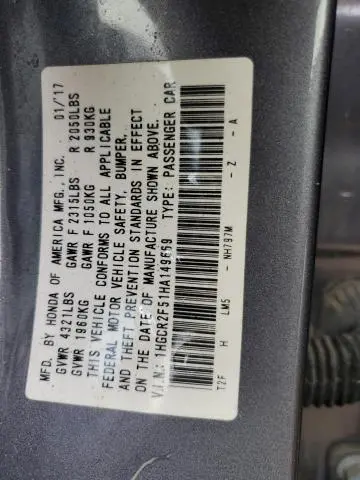 MFD. BY HONDA OF AMERICA MFG., INC. 01/17
GVWR 4321LBS GAWR F 2315LBS R 2050LBS
GVWR 1960KG GAWR F 1050KG R 930KG
THIS VEHICLE CONFORMS TO ALL APPLICABLE
FEDERAL MOTOR VEHICLE SAFETY, BUMPER,
AND THEFT PREVENTION STANDARDS IN EFFECT
ON THE DATE OF MANUFACTURE SHOWN ABOVE.
V.I.N.: 1HGCR2F51HA149659 TYPE: PASSENGER CAR
T2F H LM5 NH797M - Z - A